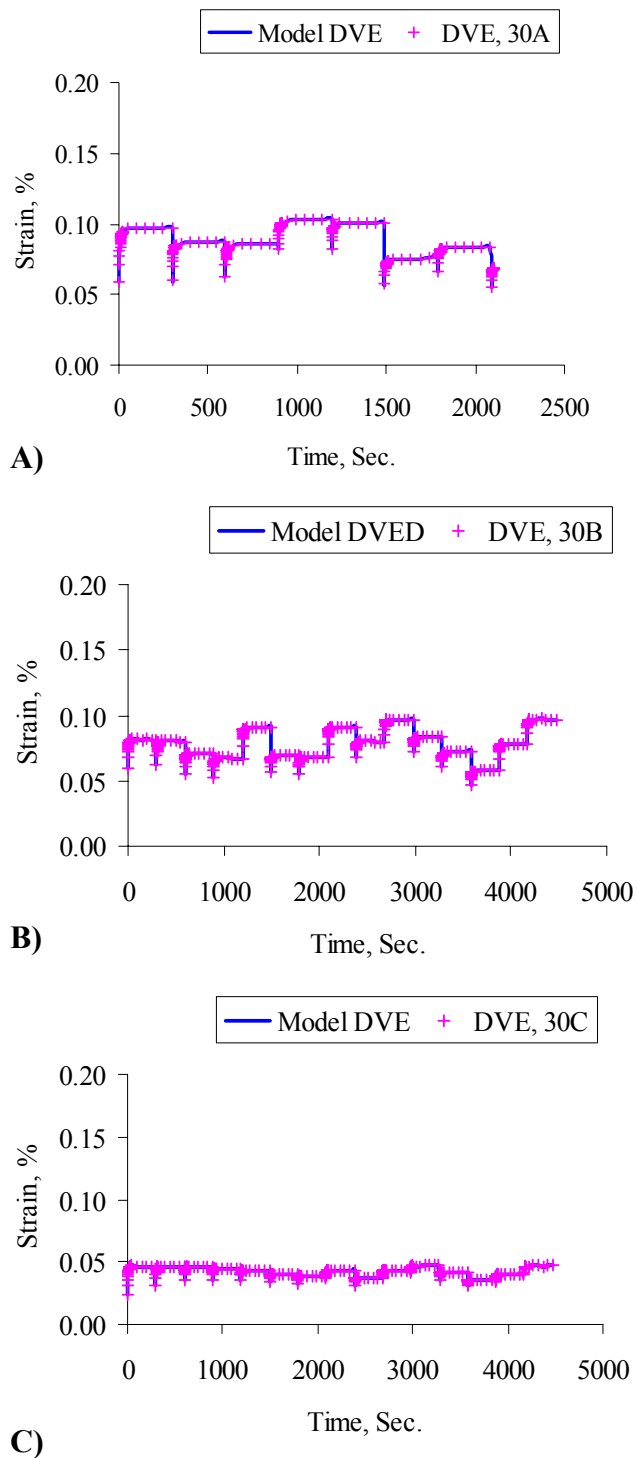 Model DVE DVE, 30A
0.20
0.15
0.10
0.05
0.00
Strain, %
0 500 1000 1500 2000 2500
Time, Sec.
A)
Model DVED DVE, 30B
0.20
0.15
0.10
0.05
0.00
Strain, %
0 1000 2000 3000 4000 5000
Time, Sec.
B)
Model DVE DVE, 30C
0.20
0.15
0.10
0.05
0.00
Strain, %
0 1000 2000 3000 4000 5000
Time, Sec.
C)